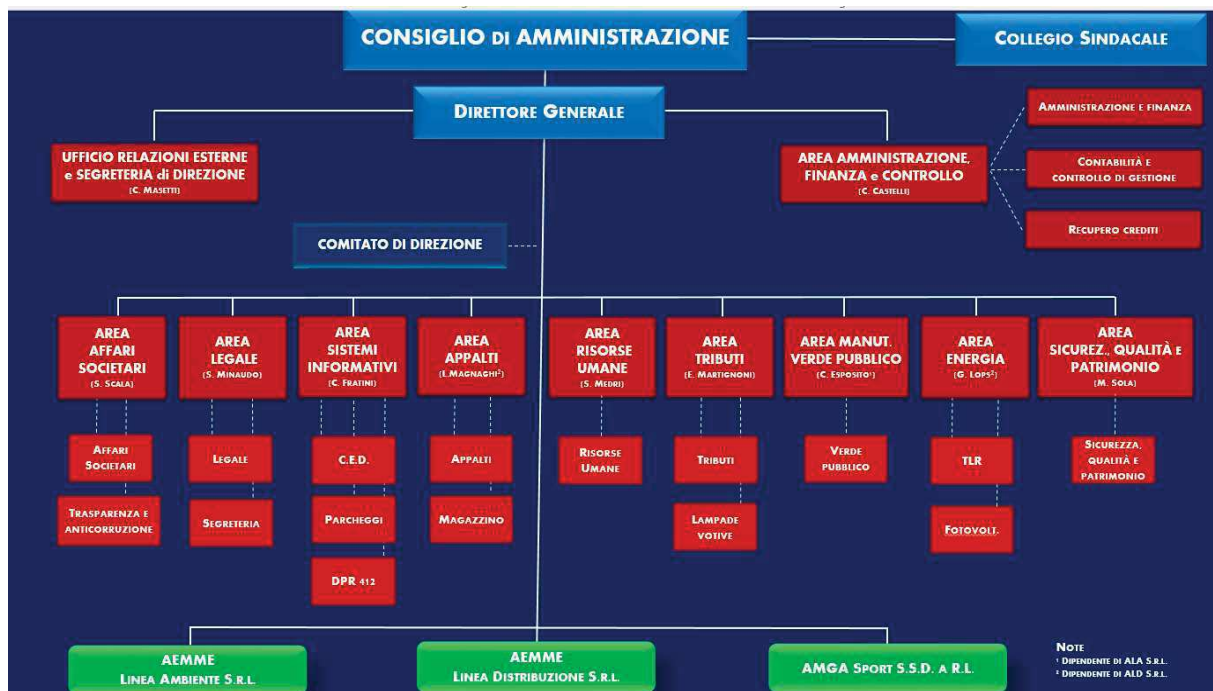 CONSIGLIO DI AMMINISTRAZIONE
COLLEGIO SINDACALE
DIRETTORE GENERALE
AMMINISTRAZIONE E FINANZA
UFFICIO RELAZIONI ESTERNE
e SEGRETERIA di DIREZIONE
(C. MASETTI)
AREA AMMINISTRAZIONE,
FINANZA e CONTROLLO
(C. CASTELLI)
CONTABILITÀ E
CONTROLLO DI GESTIONE
RECUPERO CREDITI
COMITATO DI DIREZIONE
AREA
AFFARI
SOCIETARI
(S. SCALA)
AREA
LEGALE
(S. MINAUDO)
AREA
SISTEMI
INFORMATIVI
(C. FRATINI)
AREA
APPALTI
(I.MAGNAGHI²)
AREA
RISORSE
UMANE
(S. MEDRI)
AREA
TRIBUTI
(E. MARTIGNONI)
AREA MANUT.
VERDE PUBBLICO
(C. ESPOSITO¹)
AREA
ENERGIA
(G. LOPS²)
AREA
SICUREZ., QUALITÀ E
PATRIMONIO
(M. SOLA)
AFFARI
SOCIETARI
LEGALE
C.E.D.
APPALTI
RISORSE
UMANE
TRIBUTI
VERDE
PUBBLICO
TLR
SICUREZZA,
QUALITÀ E
PATRIMONIO
TRASPARENZA E
ANTICORRUZIONE
SEGRETERIA
PARCHEGGI
MAGAZZINO
LAMPADE
VOTIVE
FOTOVOLT.
DPR 412
AEMME
LINEA AMBIENTE S.R.L.
AEMME
LINEA DISTRIBUZIONE S.R.L.
AMGA SPORT S.S.D. A R.L.
NOTE
¹ DIPENDENTE DI ALA S.R.L.
² DIPENDENTE DI ALD S.R.L.